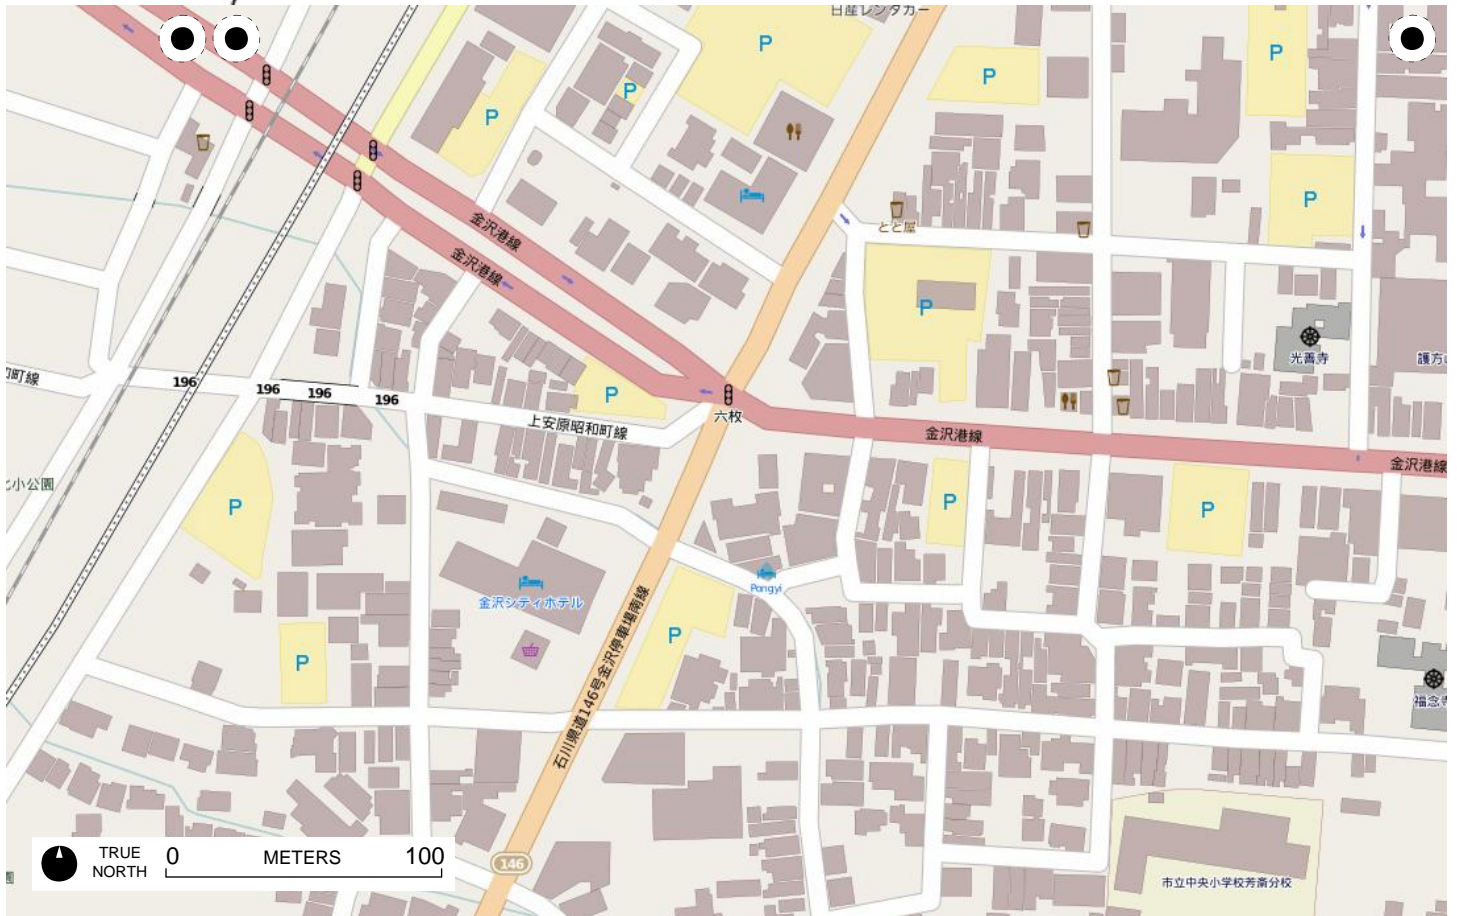 日産レンタカー
P
P
P
P
P
P
とと屋
金沢港線
金沢港線
P
光善寺
護方
町線
196
196
196
196
P
上安原昭和町線
六枚
金沢港線
金沢港線
小公園
P
P
P
Pongyi
金沢シティホテル
P
P
石川県道146号金沢停車場南線
福念寺
TRUE NORTH
0 METERS 100
146
市立中央小学校芳斎分校
園